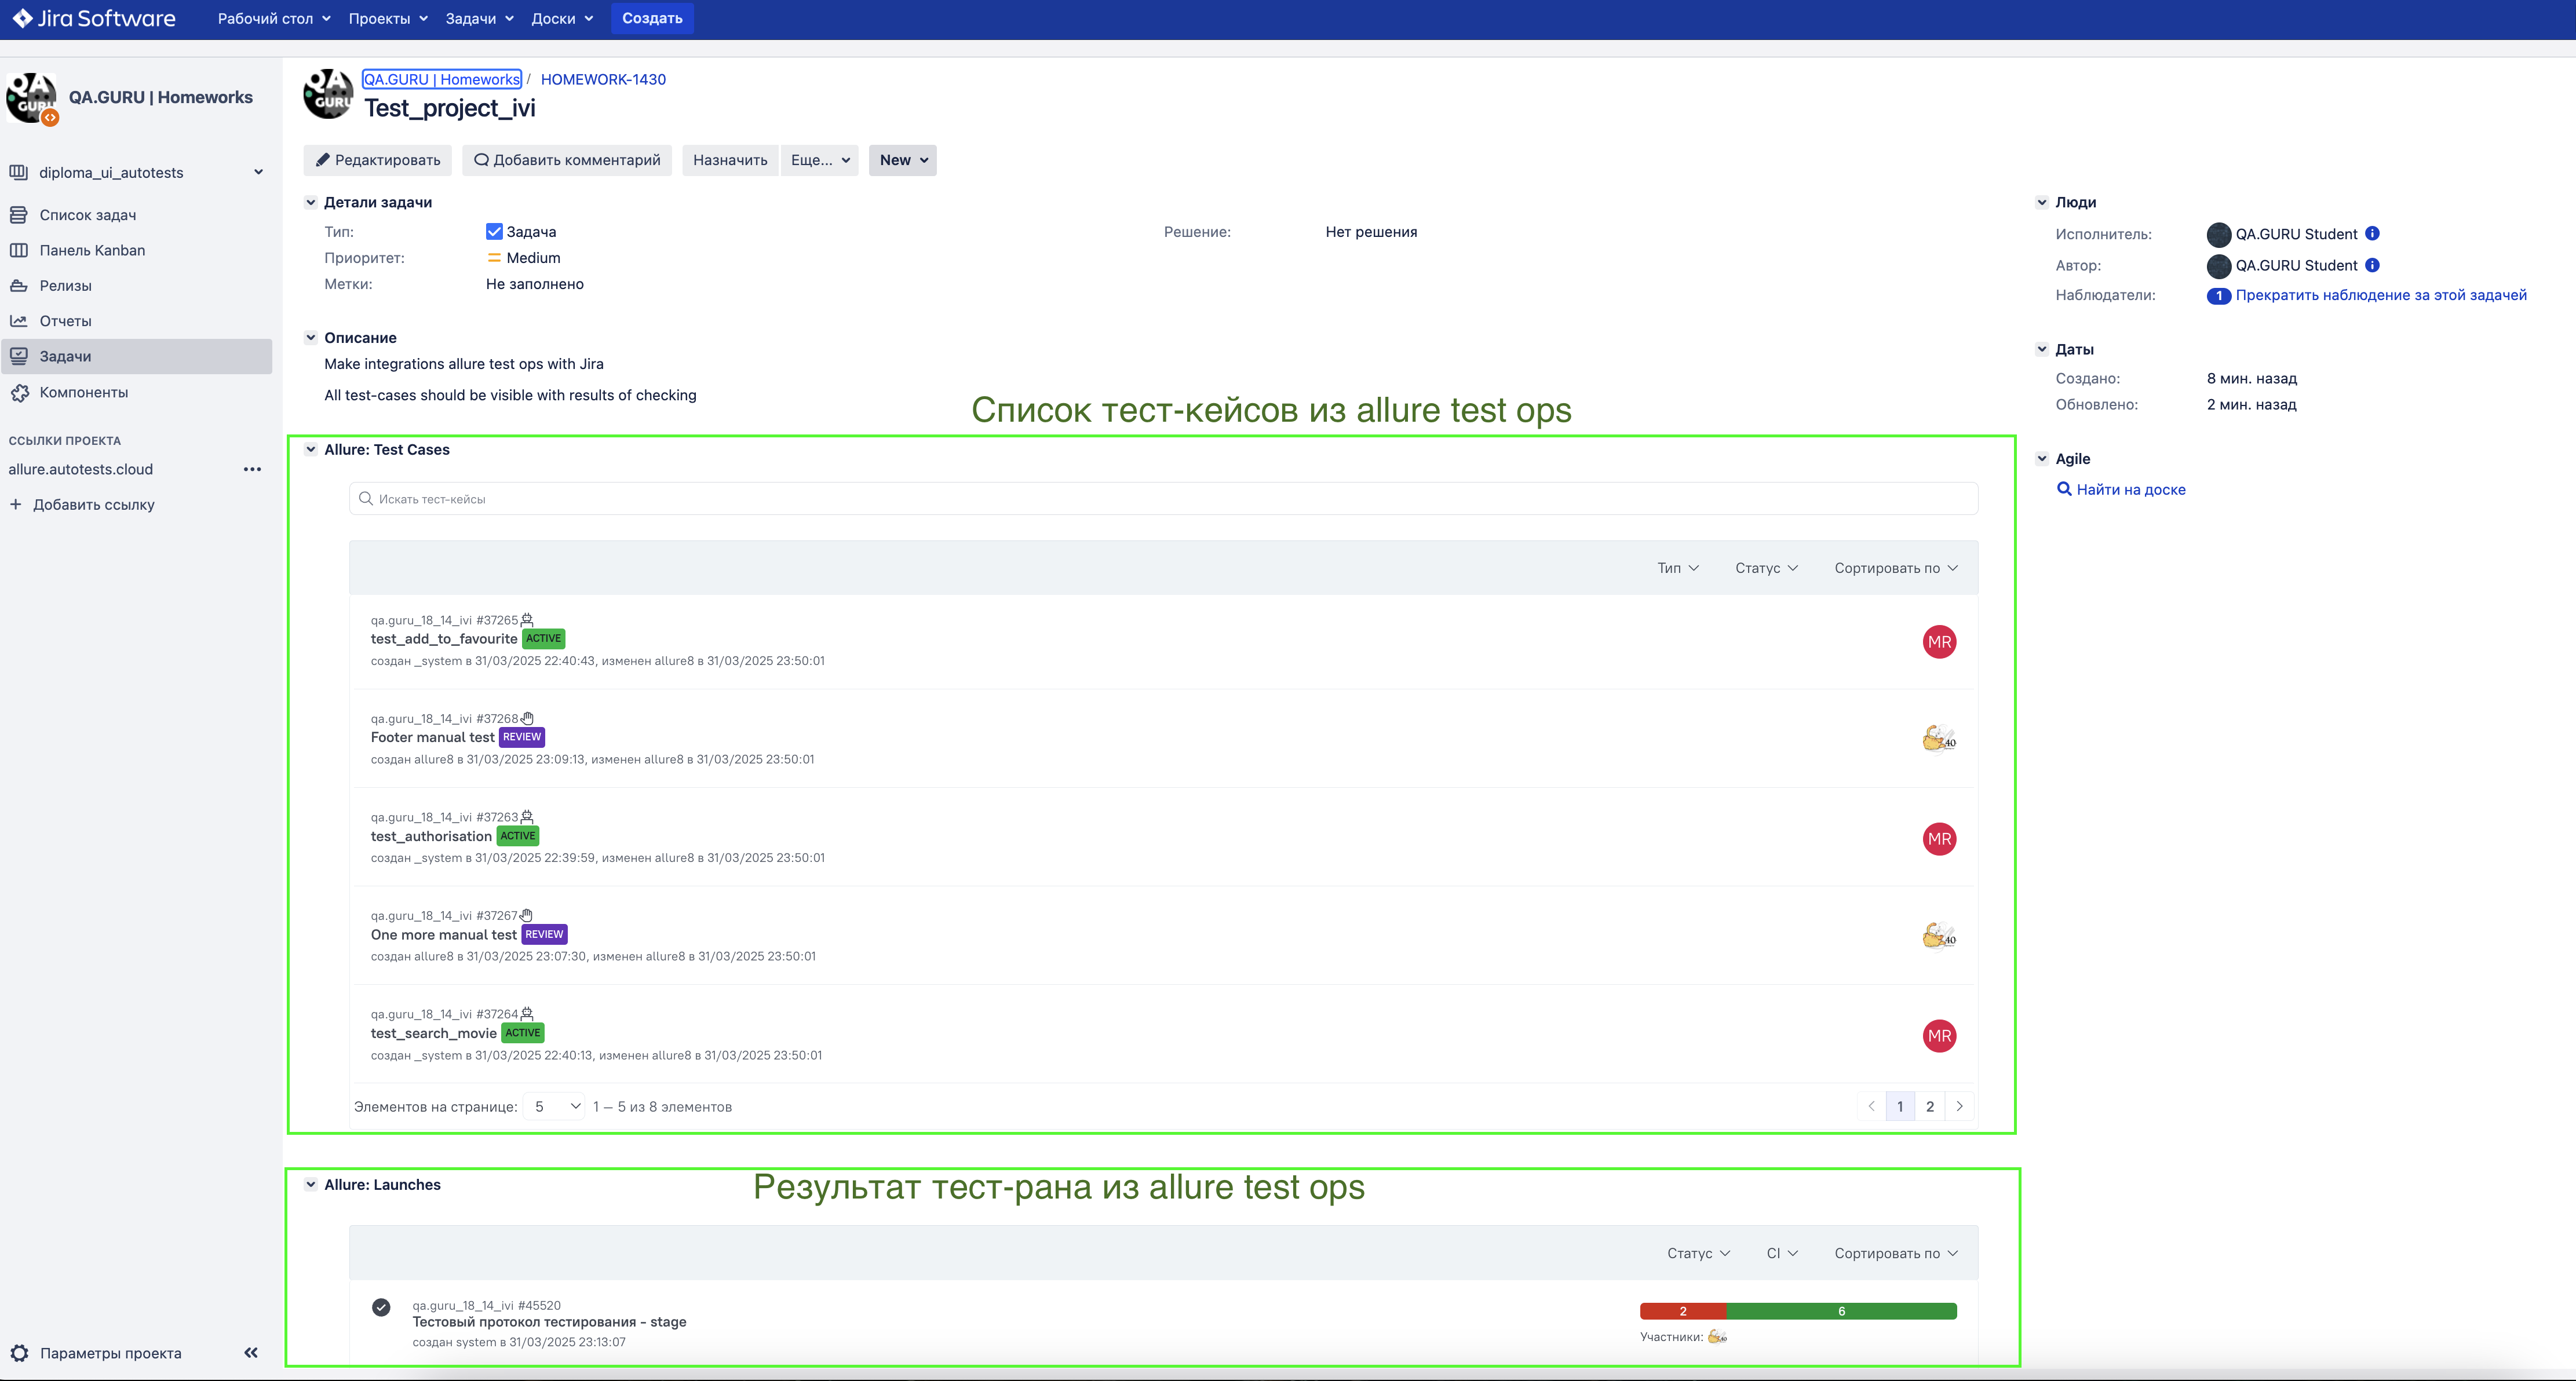 Jira Software Рабочий стол Проекты Задачи Доски Создать
QA.GURU | Homeworks
diploma_ui_autotests
Список задач
Панель Kanban
Релизы
Отчеты
Задачи
Компоненты
ССЫЛКИ ПРОЕКТА
allure.autotests.cloud
+ Добавить ссылку
Параметры проекта
QA GURU
QA.GURU | Homeworks / HOMEWORK-1430
Test_project_ivi
Редактировать Добавить комментарий Назначить Еще... New
Детали задачи
Тип: Задача Решение: Нет решения
Приоритет: Medium
Метки: Не заполнено
Описание
Make integrations allure test ops with Jira
All test-cases should be visible with results of checking
Список тест-кейсов из allure test ops
Allure: Test Cases
Искать тест-кейсы
Тип Статус Сортировать по
qa.guru_18_14_ivi #37265
test_add_to_favourite ACTIVE
создан _system в 31/03/2025 22:40:43, изменен allure8 в 31/03/2025 23:50:01
MR
qa.guru_18_14_ivi #37268
Footer manual test REVIEW
создан allure8 в 31/03/2025 23:09:13, изменен allure8 в 31/03/2025 23:50:01
qa.guru_18_14_ivi #37263
test_authorisation ACTIVE
создан _system в 31/03/2025 22:39:59, изменен allure8 в 31/03/2025 23:50:01
MR
qa.guru_18_14_ivi #37267
One more manual test REVIEW
создан allure8 в 31/03/2025 23:07:30, изменен allure8 в 31/03/2025 23:50:01
qa.guru_18_14_ivi #37264
test_search_movie ACTIVE
создан _system в 31/03/2025 22:40:13, изменен allure8 в 31/03/2025 23:50:01
MR
Элементов на странице: 5 1 — 5 из 8 элементов 1 2
Allure: Launches
Результат тест-рана из allure test ops
Статус CI Сортировать по
qa.guru_18_14_ivi #45520
Тестовый протокол тестирования - stage
создан system в 31/03/2025 23:13:07
2 6
Участники:
Люди
Исполнитель: QA.GURU Student
Автор: QA.GURU Student
Наблюдатели: 1 Прекратить наблюдение за этой задачей
Даты
Создано: 8 мин. назад
Обновлено: 2 мин. назад
Agile
Найти на доске